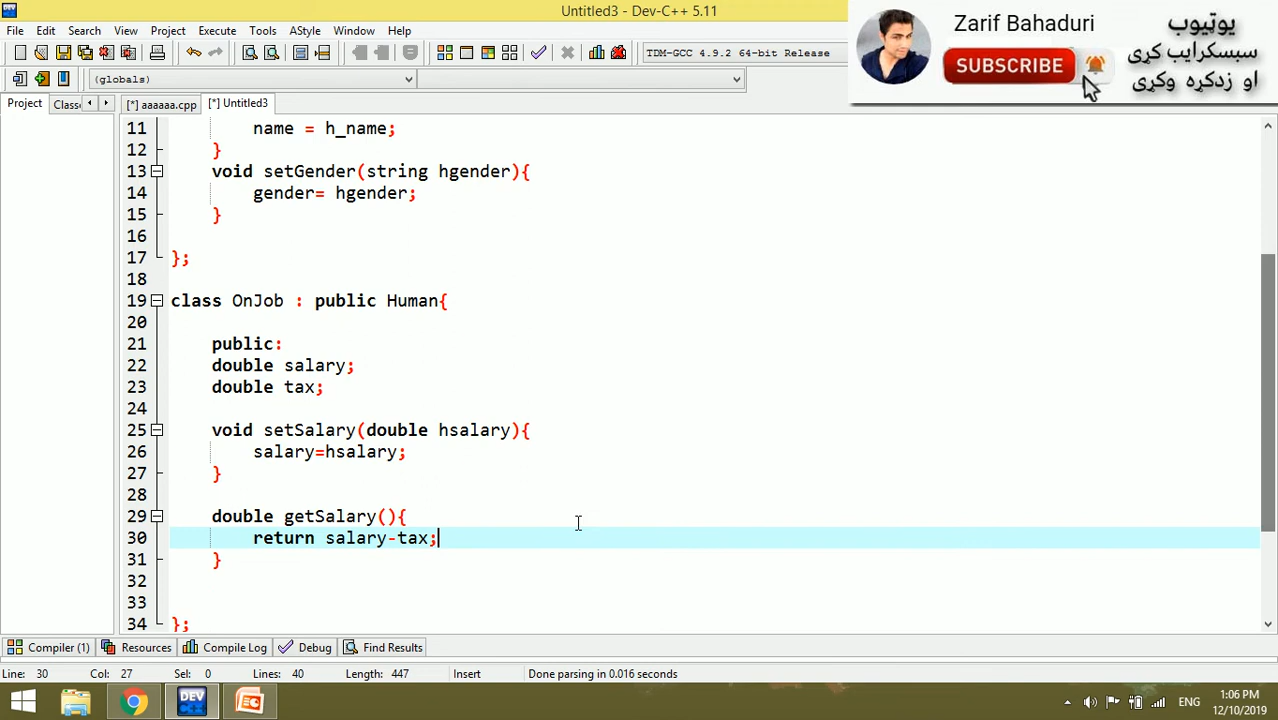 Untitled3 - Dev-C++ 5.11
File Edit Search View Project Execute Tools AStyle Window Help
TDM-GCC 4.9.2 64-bit Release
(globals)
Project Classe [*] aaaaaa.cpp [*] Untitled3
Zarif Bahaduri
SUBSCRIBE
یوټیوب
سبسکرایب کړی
او زدکړه وکړی
11 name = h_name;
12 }
13 void setGender(string hgender){
14 gender= hgender;
15 }
16
17 };
18
19 class OnJob : public Human{
20
21 public:
22 double salary;
23 double tax;
24
25 void setSalary(double hsalary){
26 salary=hsalary;
27 }
28
29 double getSalary(){
30 return salary-tax;
31 }
32
33
34 };
Compiler (1) Resources Compile Log Debug Find Results
Line: 30 Col: 27 Sel: 0 Lines: 40 Length: 447 Insert Done parsing in 0.016 seconds
DEV C++
ENG
1:06 PM
12/10/2019